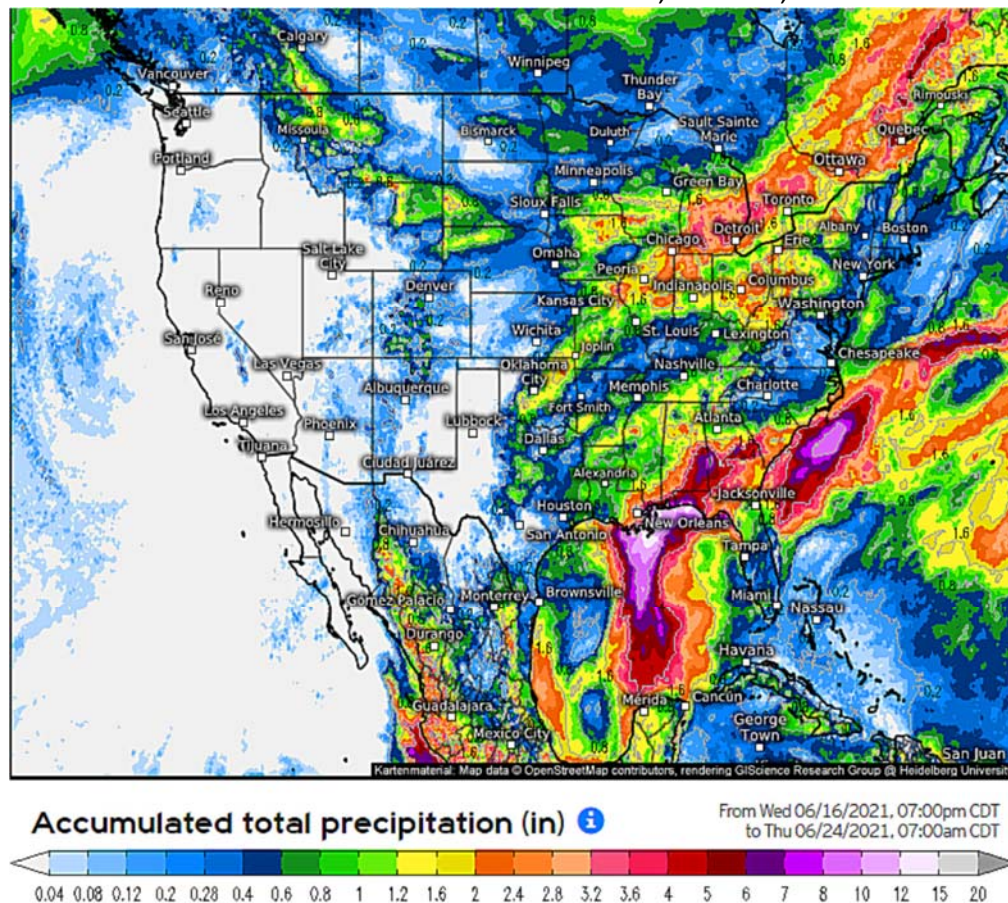 Calgary
Winnipeg
Vancouver
Thunder
Bay
Seattle
Rimouski
Missoula
Bismarck
Duluth
Sault Sainte
Marie
Quebec
Portland
Ottawa
Minneapolis
Green Bay
Sioux Falls
Toronto
Detroit
Albany
Boston
Salt Lake
City
Omaha
Chicago
Erie
Peoria
New York
Reno
Denver
Indianapolis
Columbus
Kansas City
Washington
San José
Wichita
St. Louis
Lexington
Joplin
Chesapeake
Las Vegas
Oklahoma
City
Nashville
Albuquerque
Memphis
Charlotte
Los Angeles
Phoenix
Lubbock
Fort Smith
Atlanta
Tijuana
Dallas
Ciudad Juárez
Alexandria
Jacksonville
Houston
Hermosillo
Chihuahua
San Antonio
New Orleans
Tampa
Gómez Palacio
Monterrey
Brownsville
Miami
Nassau
Durango
Havana
Guadalajara
Mérida
Cancún
Mexico City
George
Town
San Juan
Kartenmaterial: Map data © OpenStreetMap contributors, rendering GIScience Research Group @ Heidelberg Universit
Accumulated total precipitation (in)
From Wed 06/16/2021, 07:00pm CDT
to Thu 06/24/2021, 07:00am CDT
0.04 0.08 0.12 0.2 0.28 0.4 0.6 0.8 1 1.2 1.6 2 2.4 2.8 3.2 3.6 4 5 6 7 8 10 12 15 20